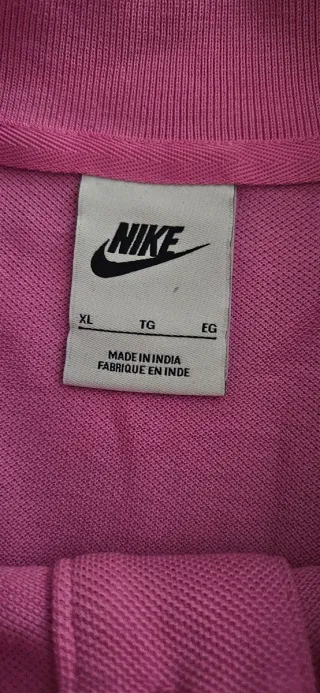 NIKE
XL TG EG
MADE IN INDIA
FABRIQUE EN INDE